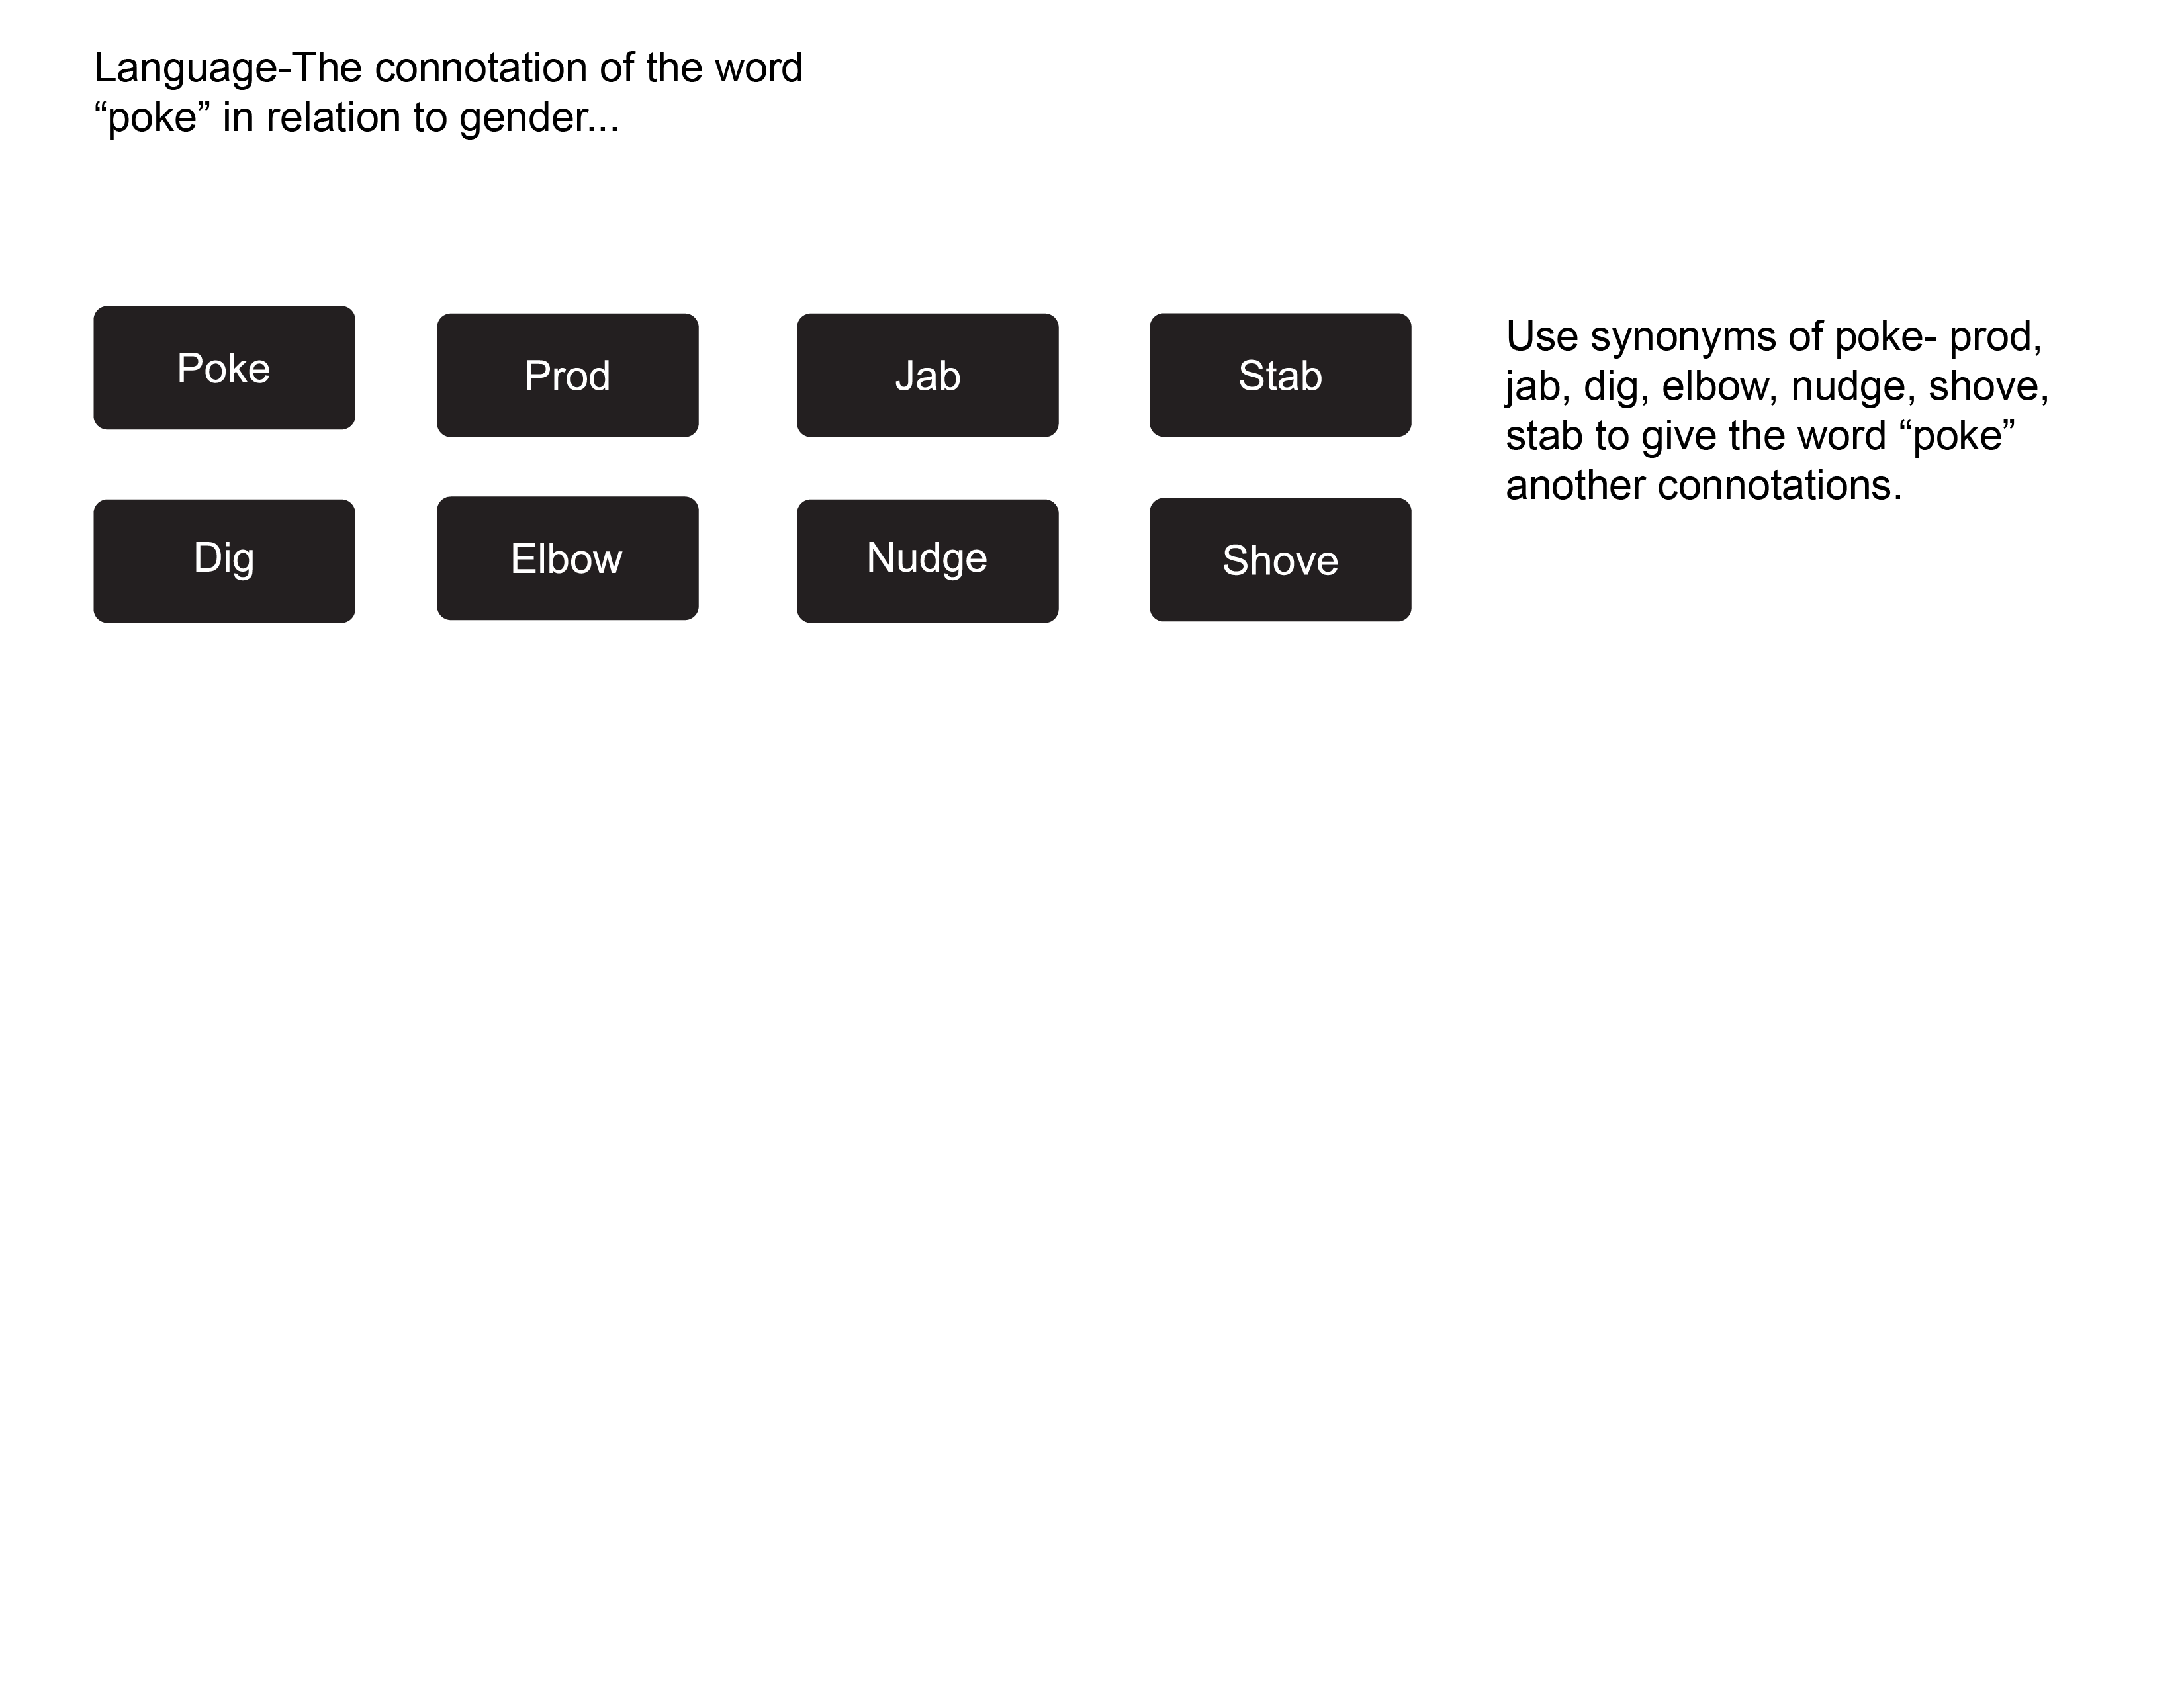 Language-The connotation of the word
“poke” in relation to gender...
Poke
Prod
Jab
Stab
Dig
Elbow
Nudge
Shove
Use synonyms of poke- prod,
jab, dig, elbow, nudge, shove,
stab to give the word “poke”
another connotations.